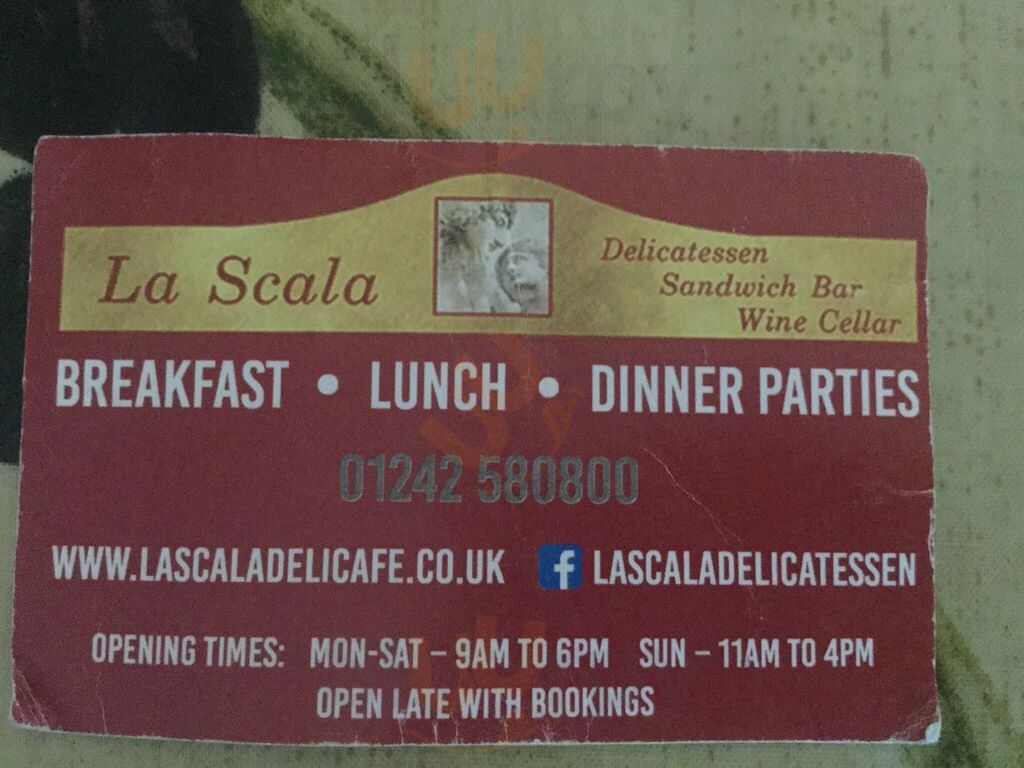 La Scala
Delicatessen
Sandwich Bar
Wine Cellar
BREAKFAST • LUNCH • DINNER PARTIES
01242 580800
WWW.LASCALADELICAFE.CO.UK f LASCALADELICATESSEN
OPENING TIMES: MON-SAT – 9AM TO 6PM SUN – 11AM TO 4PM
OPEN LATE WITH BOOKINGS